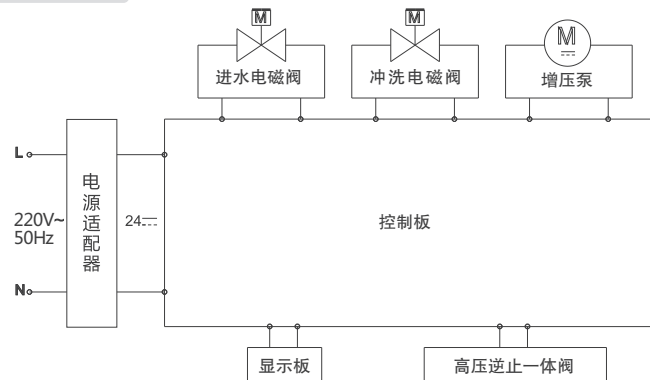 M
M
M
进水电磁阀
冲洗电磁阀
增压泵
L
电源适配器
220V~
50Hz
24
控制板
N
显示板
高压逆止一体阀